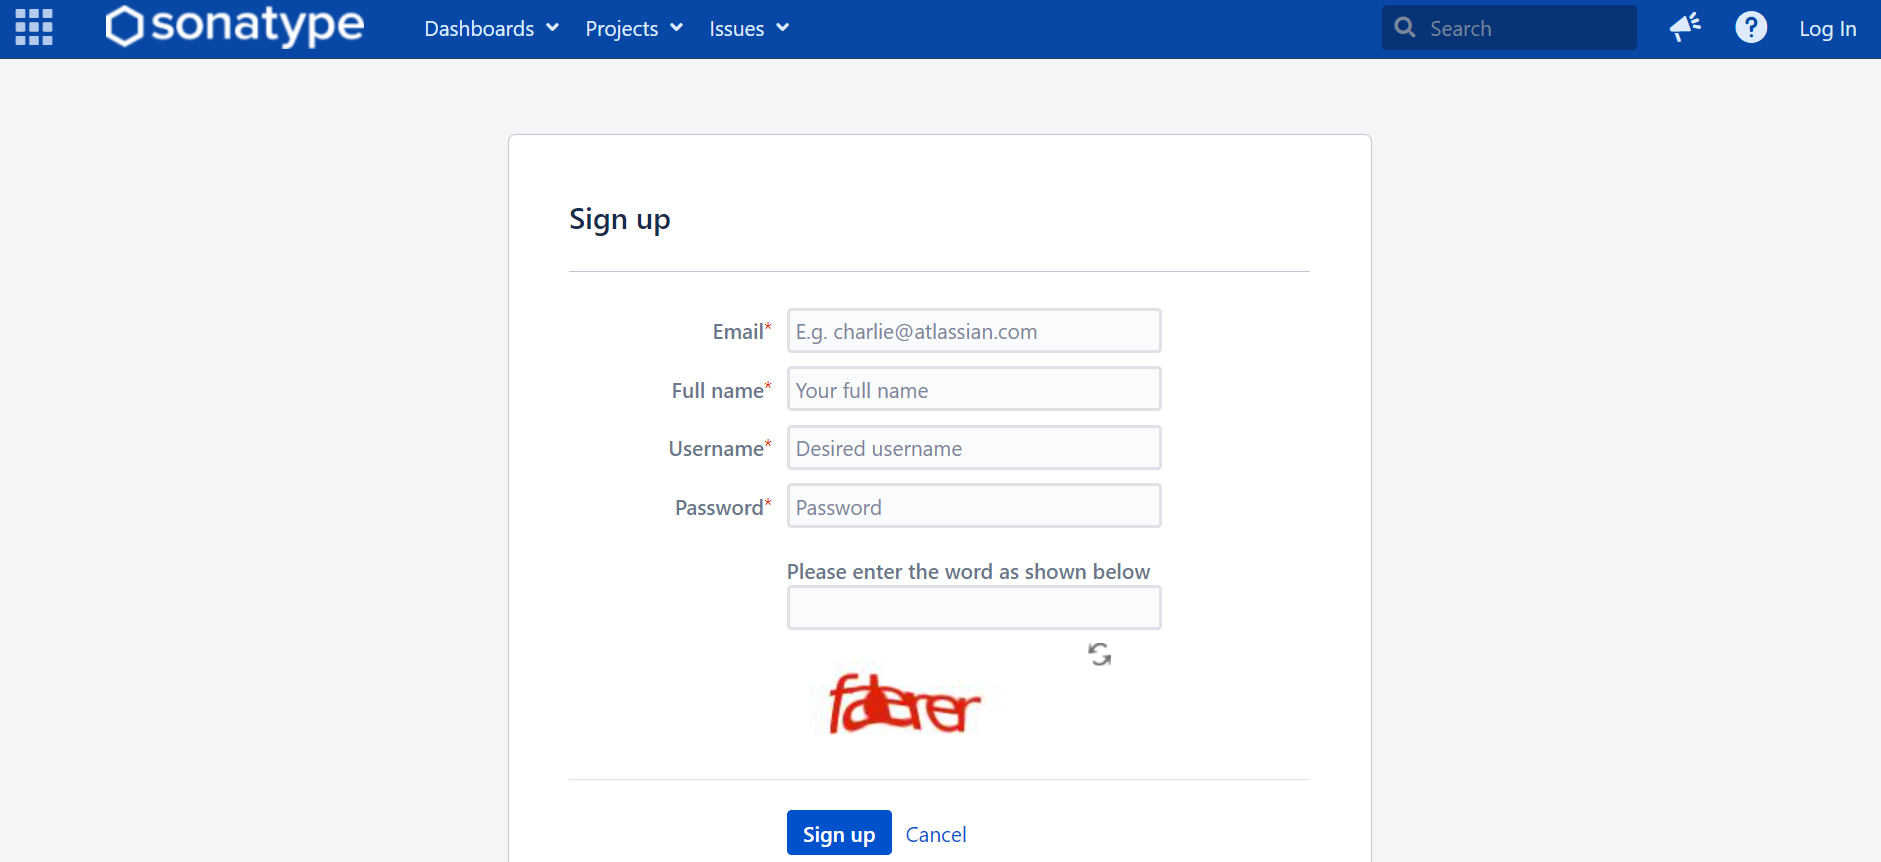 sonatype Dashboards Projects Issues Search ? Log In
Sign up
Email* E.g. charlie@atlassian.com
Full name* Your full name
Username* Desired username
Password* Password
Please enter the word as shown below
Sign up Cancel